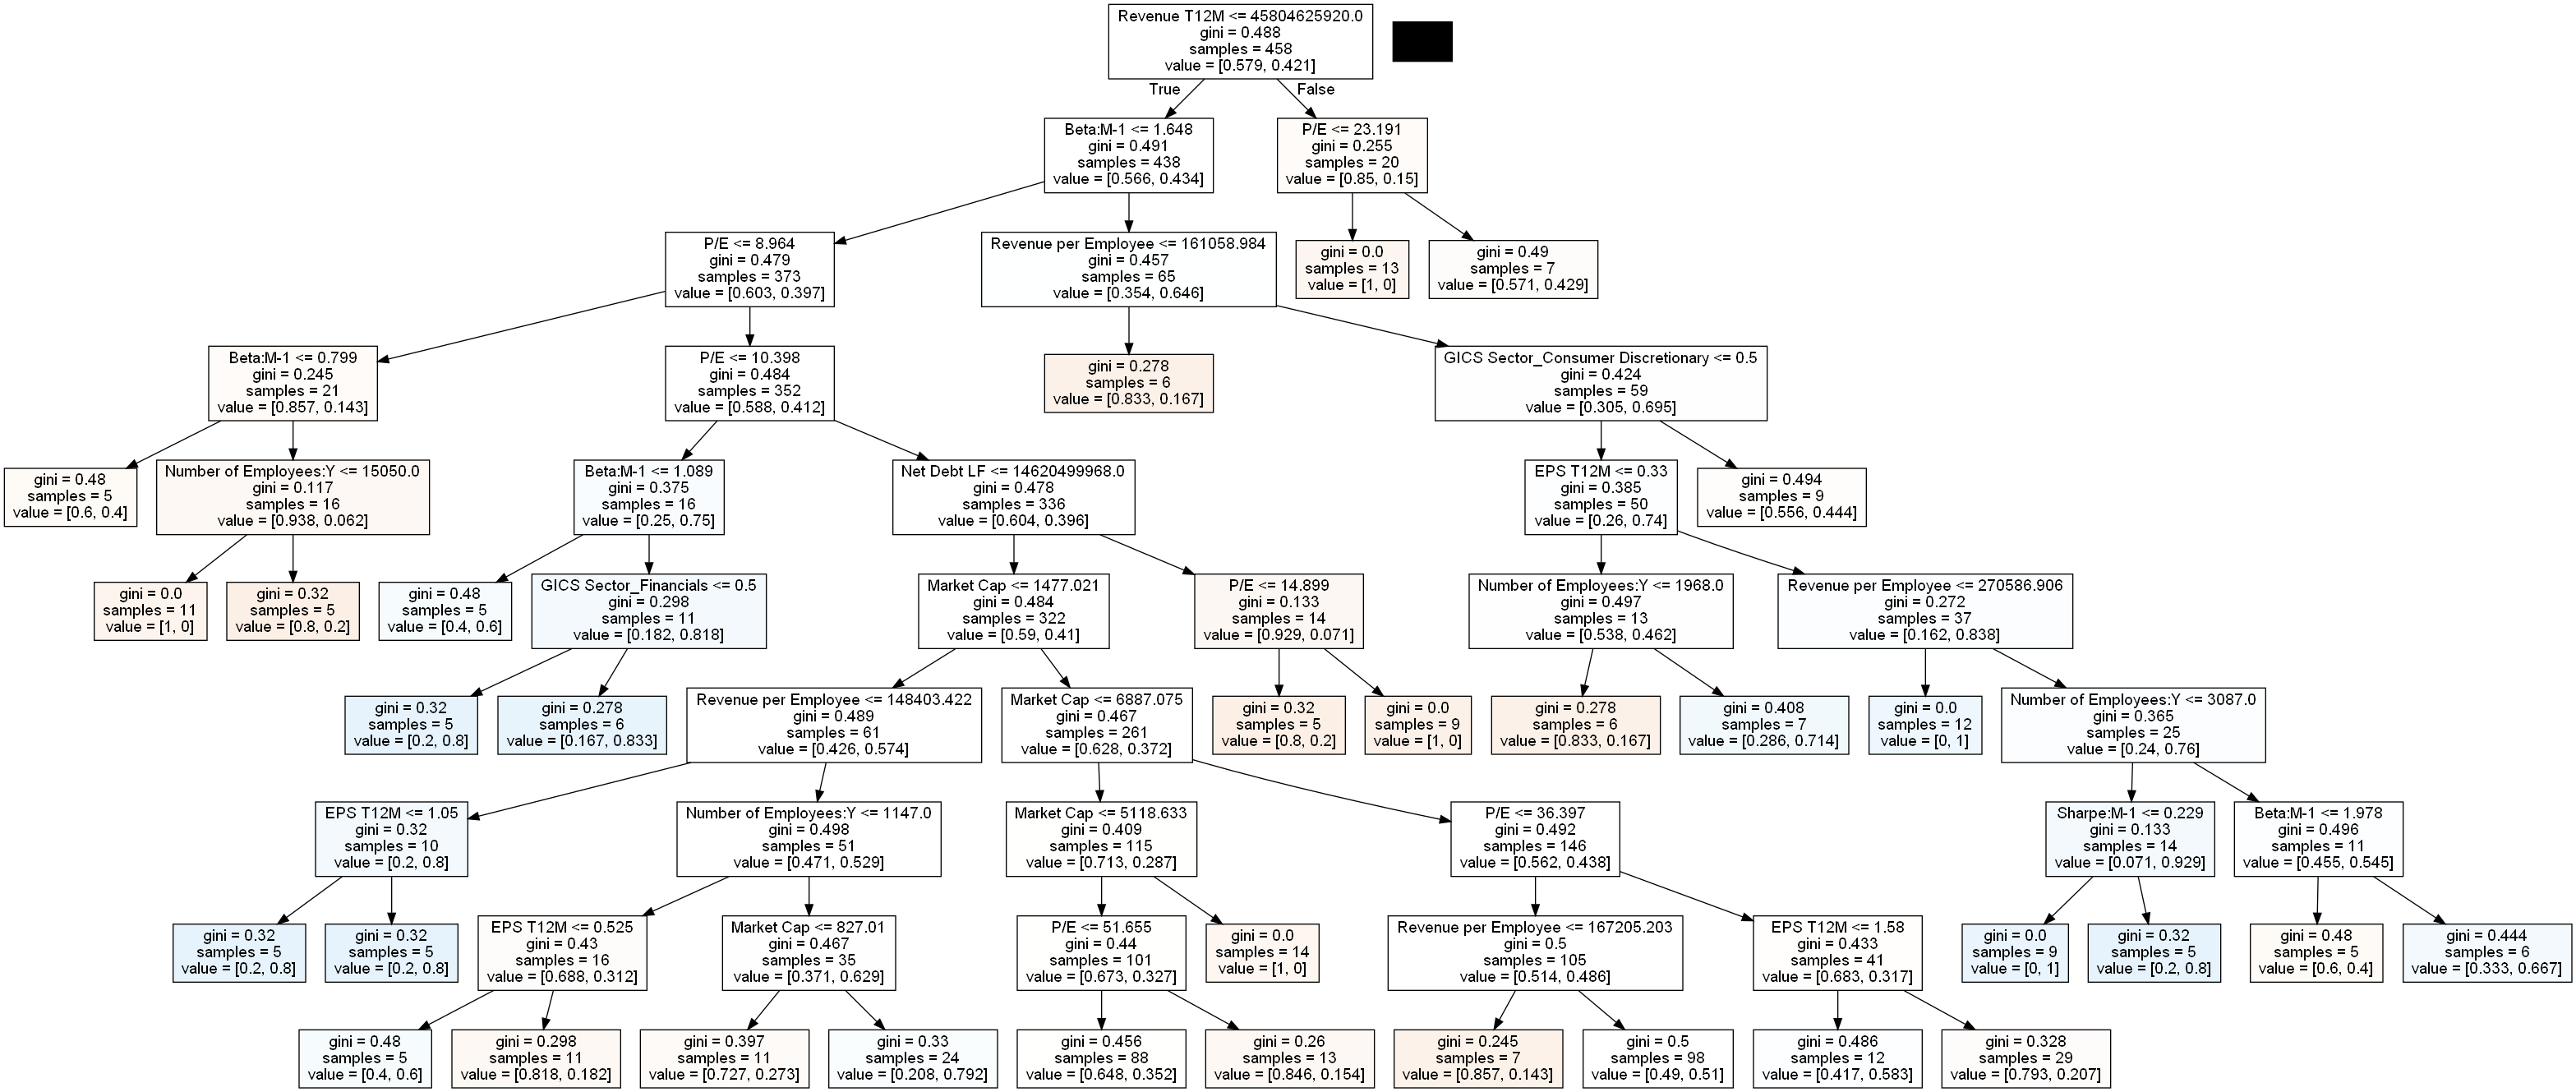 Revenue T12M <= 45804625920.0
gini = 0.488
samples = 458
value = [0.579, 0.421]
True
False
Beta:M-1 <= 1.648
gini = 0.491
samples = 438
value = [0.566, 0.434]
P/E <= 23.191
gini = 0.255
samples = 20
value = [0.85, 0.15]
P/E <= 8.964
gini = 0.479
samples = 373
value = [0.603, 0.397]
Revenue per Employee <= 161058.984
gini = 0.457
samples = 65
value = [0.354, 0.646]
gini = 0.0
samples = 13
value = [1, 0]
gini = 0.49
samples = 7
value = [0.571, 0.429]
Beta:M-1 <= 0.799
gini = 0.245
samples = 21
value = [0.857, 0.143]
P/E <= 10.398
gini = 0.484
samples = 352
value = [0.588, 0.412]
gini = 0.278
samples = 6
value = [0.833, 0.167]
GICS Sector_Consumer Discretionary <= 0.5
gini = 0.424
samples = 59
value = [0.305, 0.695]
gini = 0.48
samples = 5
value = [0.6, 0.4]
Number of Employees:Y <= 15050.0
gini = 0.117
samples = 16
value = [0.938, 0.062]
Beta:M-1 <= 1.089
gini = 0.375
samples = 16
value = [0.25, 0.75]
Net Debt LF <= 14620499968.0
gini = 0.478
samples = 336
value = [0.604, 0.396]
EPS T12M <= 0.33
gini = 0.385
samples = 50
value = [0.26, 0.74]
gini = 0.494
samples = 9
value = [0.556, 0.444]
gini = 0.0
samples = 11
value = [1, 0]
gini = 0.32
samples = 5
value = [0.8, 0.2]
gini = 0.48
samples = 5
value = [0.4, 0.6]
GICS Sector_Financials <= 0.5
gini = 0.298
samples = 11
value = [0.182, 0.818]
Market Cap <= 1477.021
gini = 0.484
samples = 322
value = [0.59, 0.41]
P/E <= 14.899
gini = 0.133
samples = 14
value = [0.929, 0.071]
Number of Employees:Y <= 1968.0
gini = 0.497
samples = 13
value = [0.538, 0.462]
Revenue per Employee <= 270586.906
gini = 0.272
samples = 37
value = [0.162, 0.838]
gini = 0.32
samples = 5
value = [0.2, 0.8]
gini = 0.278
samples = 6
value = [0.167, 0.833]
Revenue per Employee <= 148403.422
gini = 0.489
samples = 61
value = [0.426, 0.574]
Market Cap <= 6887.075
gini = 0.467
samples = 261
value = [0.628, 0.372]
gini = 0.32
samples = 5
value = [0.8, 0.2]
gini = 0.0
samples = 9
value = [1, 0]
gini = 0.278
samples = 6
value = [0.833, 0.167]
gini = 0.408
samples = 7
value = [0.286, 0.714]
gini = 0.0
samples = 12
value = [0, 1]
Number of Employees:Y <= 3087.0
gini = 0.365
samples = 25
value = [0.24, 0.76]
EPS T12M <= 1.05
gini = 0.32
samples = 10
value = [0.2, 0.8]
Number of Employees:Y <= 1147.0
gini = 0.498
samples = 51
value = [0.471, 0.529]
Market Cap <= 5118.633
gini = 0.409
samples = 115
value = [0.713, 0.287]
P/E <= 36.397
gini = 0.492
samples = 146
value = [0.562, 0.438]
Sharpe:M-1 <= 0.229
gini = 0.133
samples = 14
value = [0.071, 0.929]
Beta:M-1 <= 1.978
gini = 0.496
samples = 11
value = [0.455, 0.545]
gini = 0.32
samples = 5
value = [0.2, 0.8]
gini = 0.32
samples = 5
value = [0.2, 0.8]
EPS T12M <= 0.525
gini = 0.43
samples = 16
value = [0.688, 0.312]
Market Cap <= 827.01
gini = 0.467
samples = 35
value = [0.371, 0.629]
P/E <= 51.655
gini = 0.44
samples = 101
value = [0.673, 0.327]
gini = 0.0
samples = 14
value = [1, 0]
Revenue per Employee <= 167205.203
gini = 0.5
samples = 105
value = [0.514, 0.486]
EPS T12M <= 1.58
gini = 0.433
samples = 41
value = [0.683, 0.317]
gini = 0.0
samples = 9
value = [0, 1]
gini = 0.32
samples = 5
value = [0.2, 0.8]
gini = 0.48
samples = 5
value = [0.6, 0.4]
gini = 0.444
samples = 6
value = [0.333, 0.667]
gini = 0.48
samples = 5
value = [0.4, 0.6]
gini = 0.298
samples = 11
value = [0.818, 0.182]
gini = 0.397
samples = 11
value = [0.727, 0.273]
gini = 0.33
samples = 24
value = [0.208, 0.792]
gini = 0.456
samples = 88
value = [0.648, 0.352]
gini = 0.26
samples = 13
value = [0.846, 0.154]
gini = 0.245
samples = 7
value = [0.857, 0.143]
gini = 0.5
samples = 98
value = [0.49, 0.51]
gini = 0.486
samples = 12
value = [0.417, 0.583]
gini = 0.328
samples = 29
value = [0.793, 0.207]